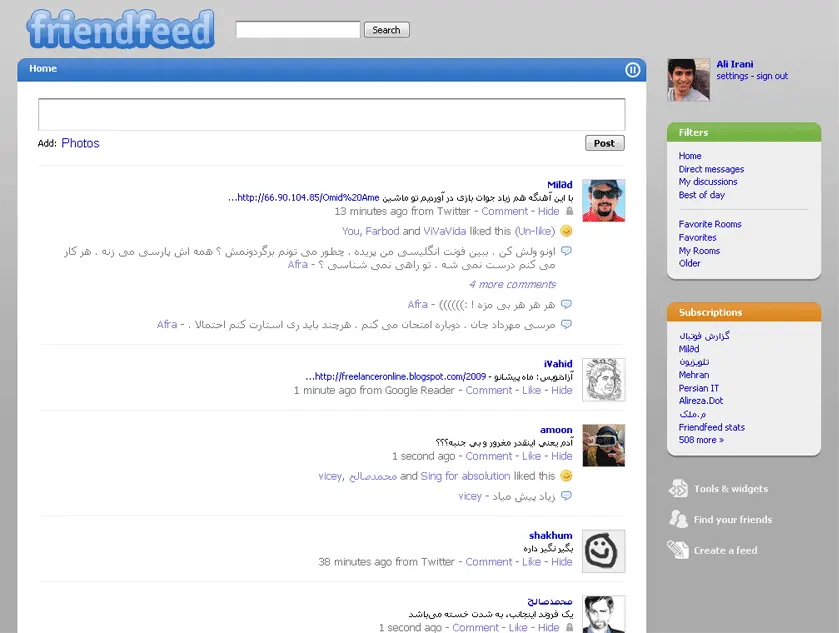 friendfeed
Search
Home
Ali Irani
settings - sign out
Add: Photos
Post
Milad
با این آهنگه هم زیاد جوات بازی در آوردیم تو ماشین http://66.90.104.85/Omid%20Ame...
13 minutes ago from Twitter - Comment - Hide
You, Farbod and ViVaVida liked this (Un-like)
اونو ولش کن . ببین فونت انگلیسی من پریده . چطور می تونم برگردونمش ؟ همه اش پارسی می زنه . هر کار
می کنم درست نمی شه . تو راهی نمی شناسی ؟ - Afra
4 more comments
هر هر هر بی مزه ! :)))))) - Afra
مرسی مهرداد جان . دوباره امتحان می کنم . هرچند باید ری استارت کنم احتمالا . - Afra
i7ahid
آزادنویس: ماه پیشانو - http://freelanceronline.blogspot.com/2009...
1 minute ago from Google Reader - Comment - Like - Hide
amoon
آدم یعنی اینقدر مغرور و بی جنبه؟؟؟
1 second ago - Comment - Like - Hide
vicey, محمدصالح and Sing for absolution liked this
زیاد پیش میاد - vicey
shakhum
بگیر نگیر داره
38 minutes ago from Twitter - Comment - Like - Hide
محمدصالح
یک فروند اینجانب، به شدت خسته می‌باشد
1 second ago - Comment - Like - Hide
Filters
Home
Direct messages
My discussions
Best of day
Favorite Rooms
Favorites
My Rooms
Older
Subscriptions
گزارش فوتبال
Milad
تلویزیون
Mehran
Persian IT
Alireza.Dot
م.ملک
Friendfeed stats
508 more »
Tools & widgets
Find your friends
Create a feed